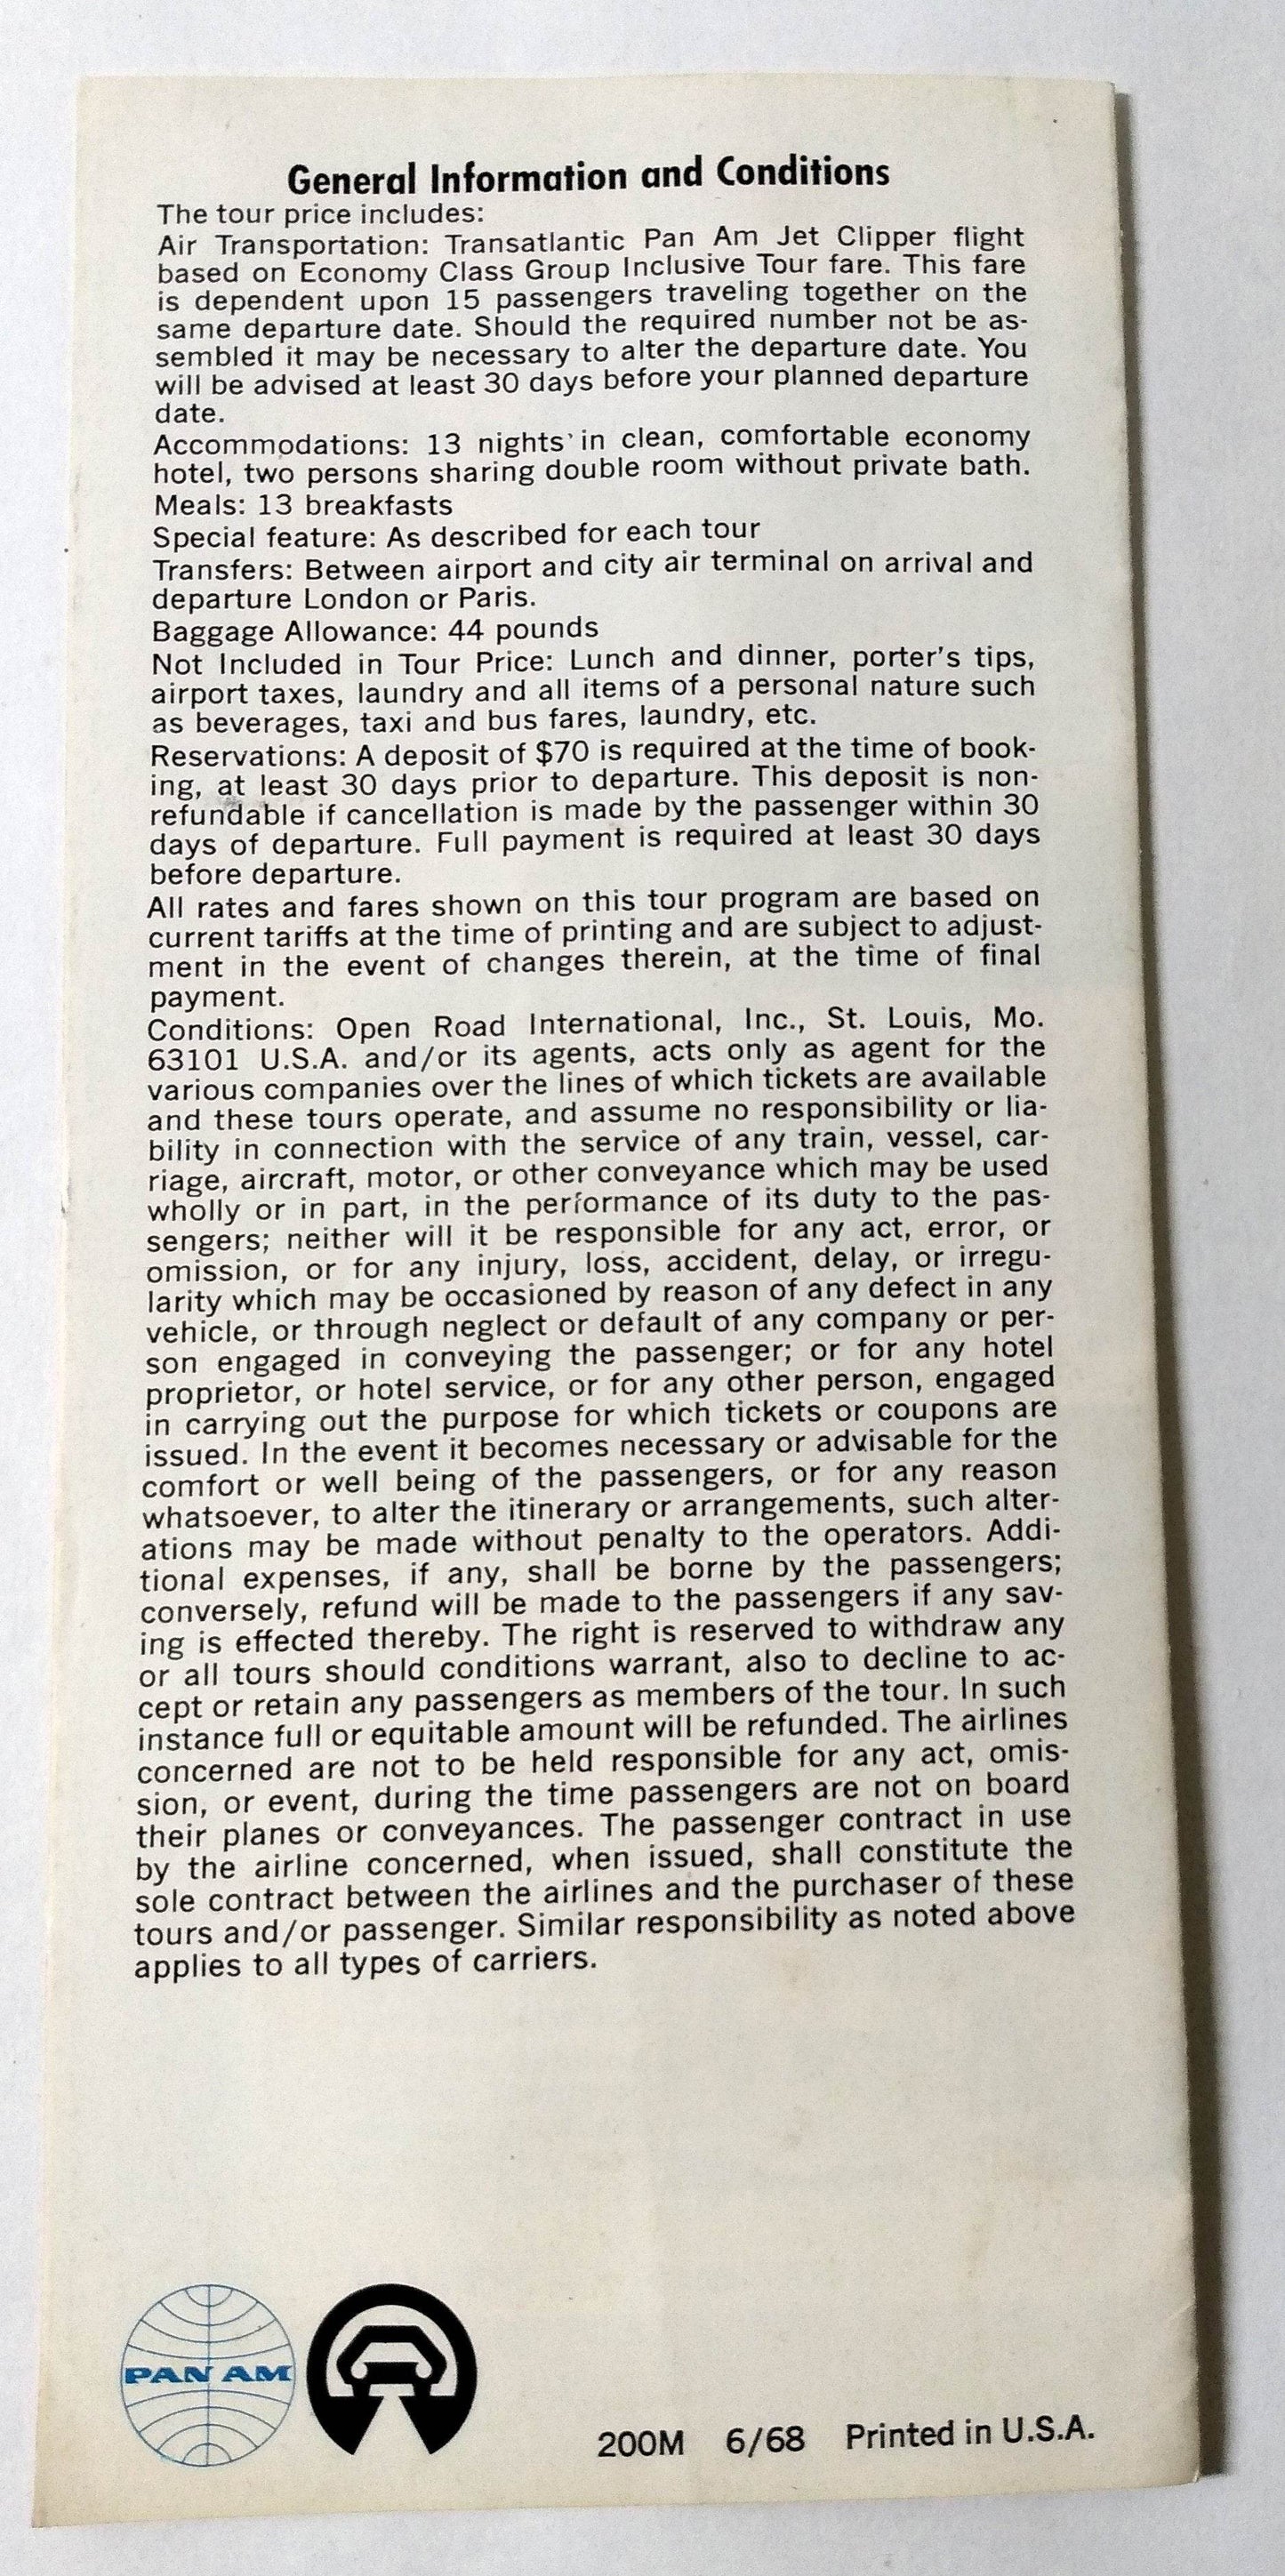 General Information and Conditions
The tour price includes:
Air Transportation: Transatlantic Pan Am Jet Clipper flight
based on Economy Class Group Inclusive Tour fare. This fare
is dependent upon 15 passengers traveling together on the
same departure date. Should the required number not be as-
sembled it may be necessary to alter the departure date. You
will be advised at least 30 days before your planned departure
date.
Accommodations: 13 nights' in clean, comfortable economy
hotel, two persons sharing double room without private bath.
Meals: 13 breakfasts
Special feature: As described for each tour
Transfers: Between airport and city air terminal on arrival and
departure London or Paris.
Baggage Allowance: 44 pounds
Not Included in Tour Price: Lunch and dinner, porter's tips,
airport taxes, laundry and all items of a personal nature such
as beverages, taxi and bus fares, laundry, etc.
Reservations: A deposit of $70 is required at the time of book-
ing, at least 30 days prior to departure. This deposit is non-
refundable if cancellation is made by the passenger within 30
days of departure. Full payment is required at least 30 days
before departure.
All rates and fares shown on this tour program are based on
current tariffs at the time of printing and are subject to adjust-
ment in the event of changes therein, at the time of final
payment.
Conditions: Open Road International, Inc., St. Louis, Mo.
63101 U.S.A. and/or its agents, acts only as agent for the
various companies over the lines of which tickets are available
and these tours operate, and assume no responsibility or lia-
bility in connection with the service of any train, vessel, car-
riage, aircraft, motor, or other conveyance which may be used
wholly or in part, in the performance of its duty to the pas-
sengers; neither will it be responsible for any act, error, or
omission, or for any injury, loss, accident, delay, or irregu-
larity which may be occasioned by reason of any defect in any
vehicle, or through neglect or default of any company or per-
son engaged in conveying the passenger; or for any hotel
proprietor, or hotel service, or for any other person, engaged
in carrying out the purpose for which tickets or coupons are
issued. In the event it becomes necessary or advisable for the
comfort or well being of the passengers, or for any reason
whatsoever, to alter the itinerary or arrangements, such alter-
ations may be made without penalty to the operators. Addi-
tional expenses, if any, shall be borne by the passengers;
conversely, refund will be made to the passengers if any sav-
ing is effected thereby. The right is reserved to withdraw any
or all tours should conditions warrant, also to decline to ac-
cept or retain any passengers as members of the tour. In such
instance full or equitable amount will be refunded. The airlines
concerned are not to be held responsible for any act, omis-
sion, or event, during the time passengers are not on board
their planes or conveyances. The passenger contract in use
by the airline concerned, when issued, shall constitute the
sole contract between the airlines and the purchaser of these
tours and/or passenger. Similar responsibility as noted above
applies to all types of carriers.
PAN AM
200M 6/68 Printed in U.S.A.